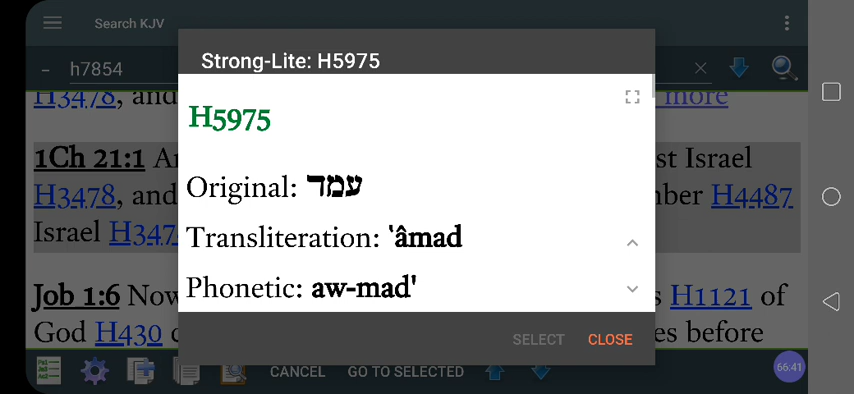 Search KJV
Strong-Lite: H5975
- h7854
H5975
H3478, and more
1Ch 21:1 st Israel
Original: עמד
H3478, and mber H4487
Israel
Transliteration: ‛âmad
Phonetic: aw-mad'
Job 1:6 Now H1121 of
God H430 es before
SELECT CLOSE
CANCEL GO TO SELECTED 66:41